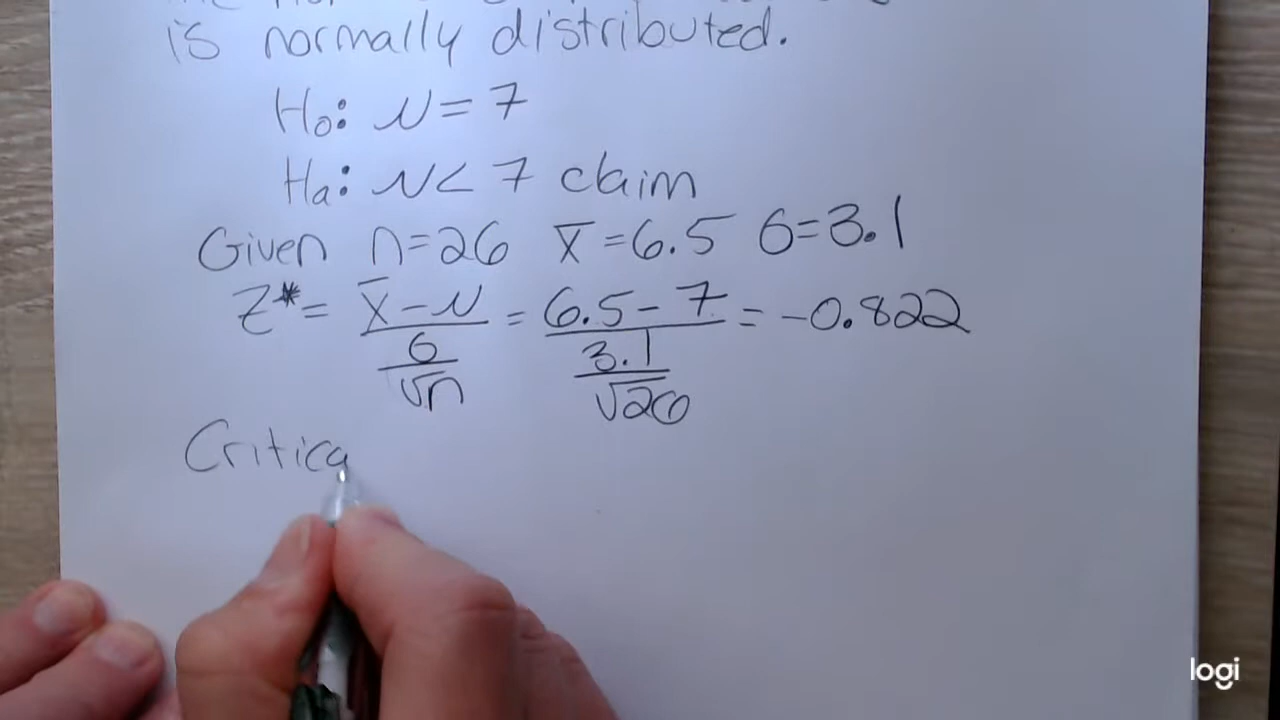 is normally distributed.
H₀: μ = 7
Hₐ: μ < 7 claim
Given n=26 x̄=6.5 σ=3.1
Z*= x̄-μ / σ/√n = 6.5-7 / 3.1/√26 = -0.822
Critica
logi